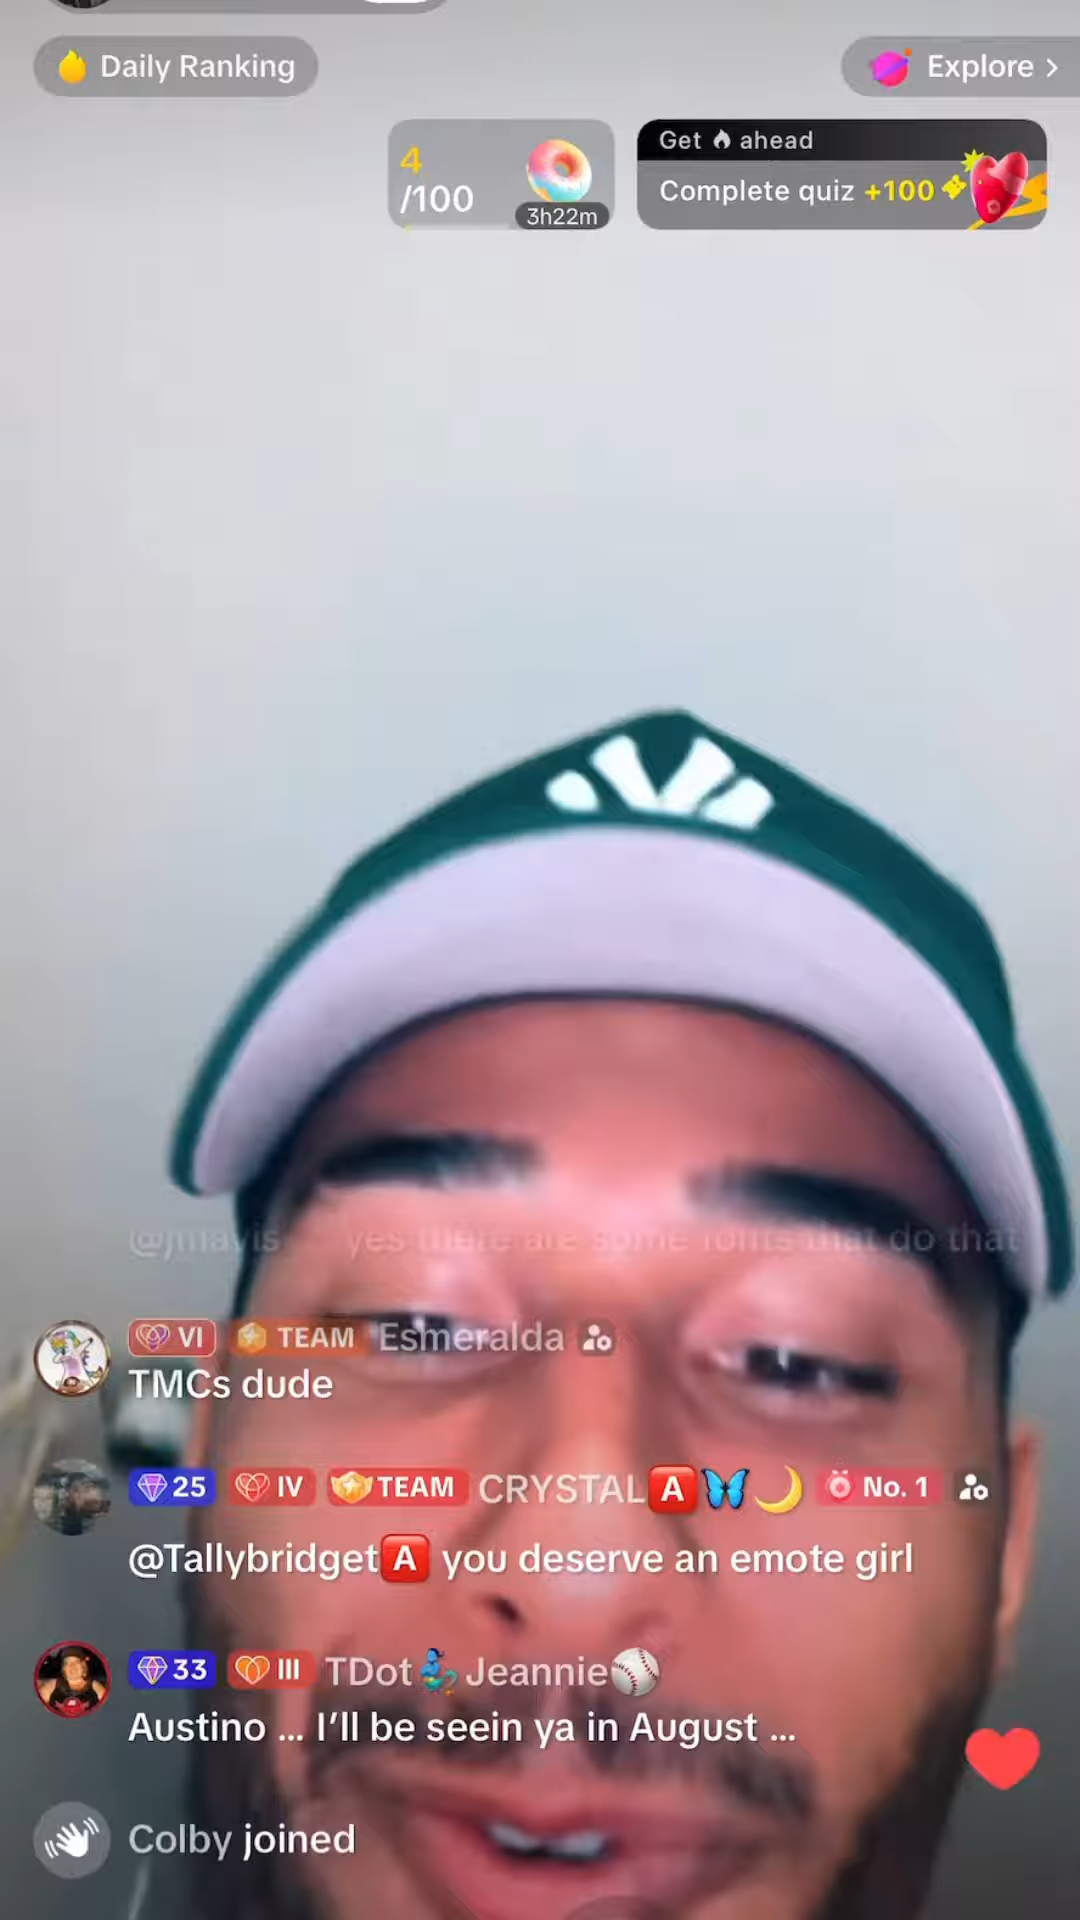 Daily Ranking
Explore >
4
/100
3h22m
Get 🔥 ahead
Complete quiz +100
@jmavis yes there are some fonts that do that
VI TEAM Esmeralda
TMCs dude
25 IV TEAM CRYSTAL🅰️🦋🌙 No. 1
@Tallybridget🅰️ you deserve an emote girl
33 III TDot🧞‍♂️Jeannie⚾
Austino ... I’ll be seein ya in August ...
Colby joined